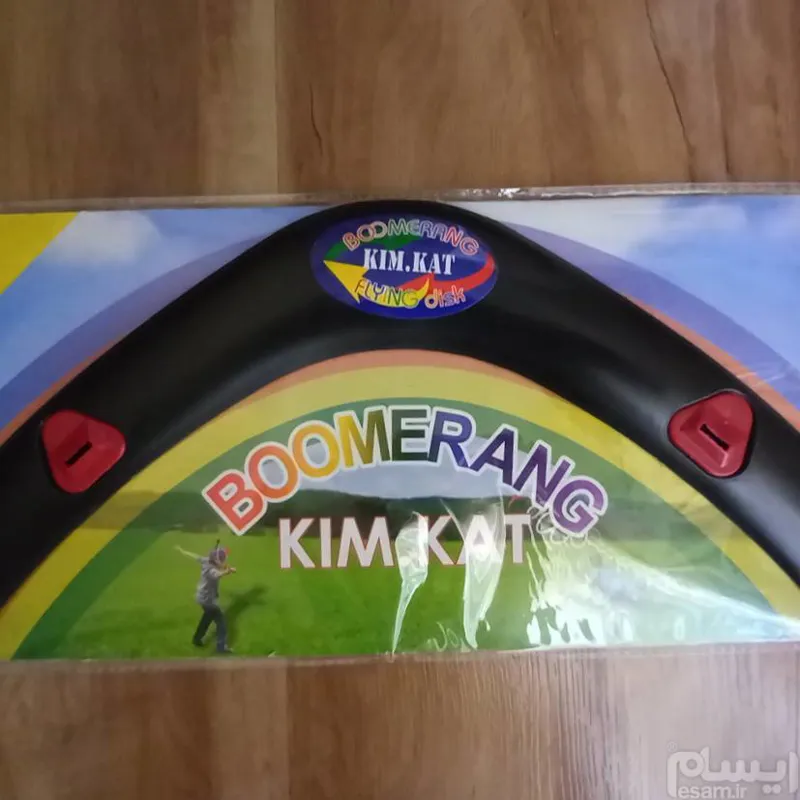 BOOMERANG
KIM.KAT
FLYING disk
BOOMERANG
KIM.KAT
ایسام
esam.ir